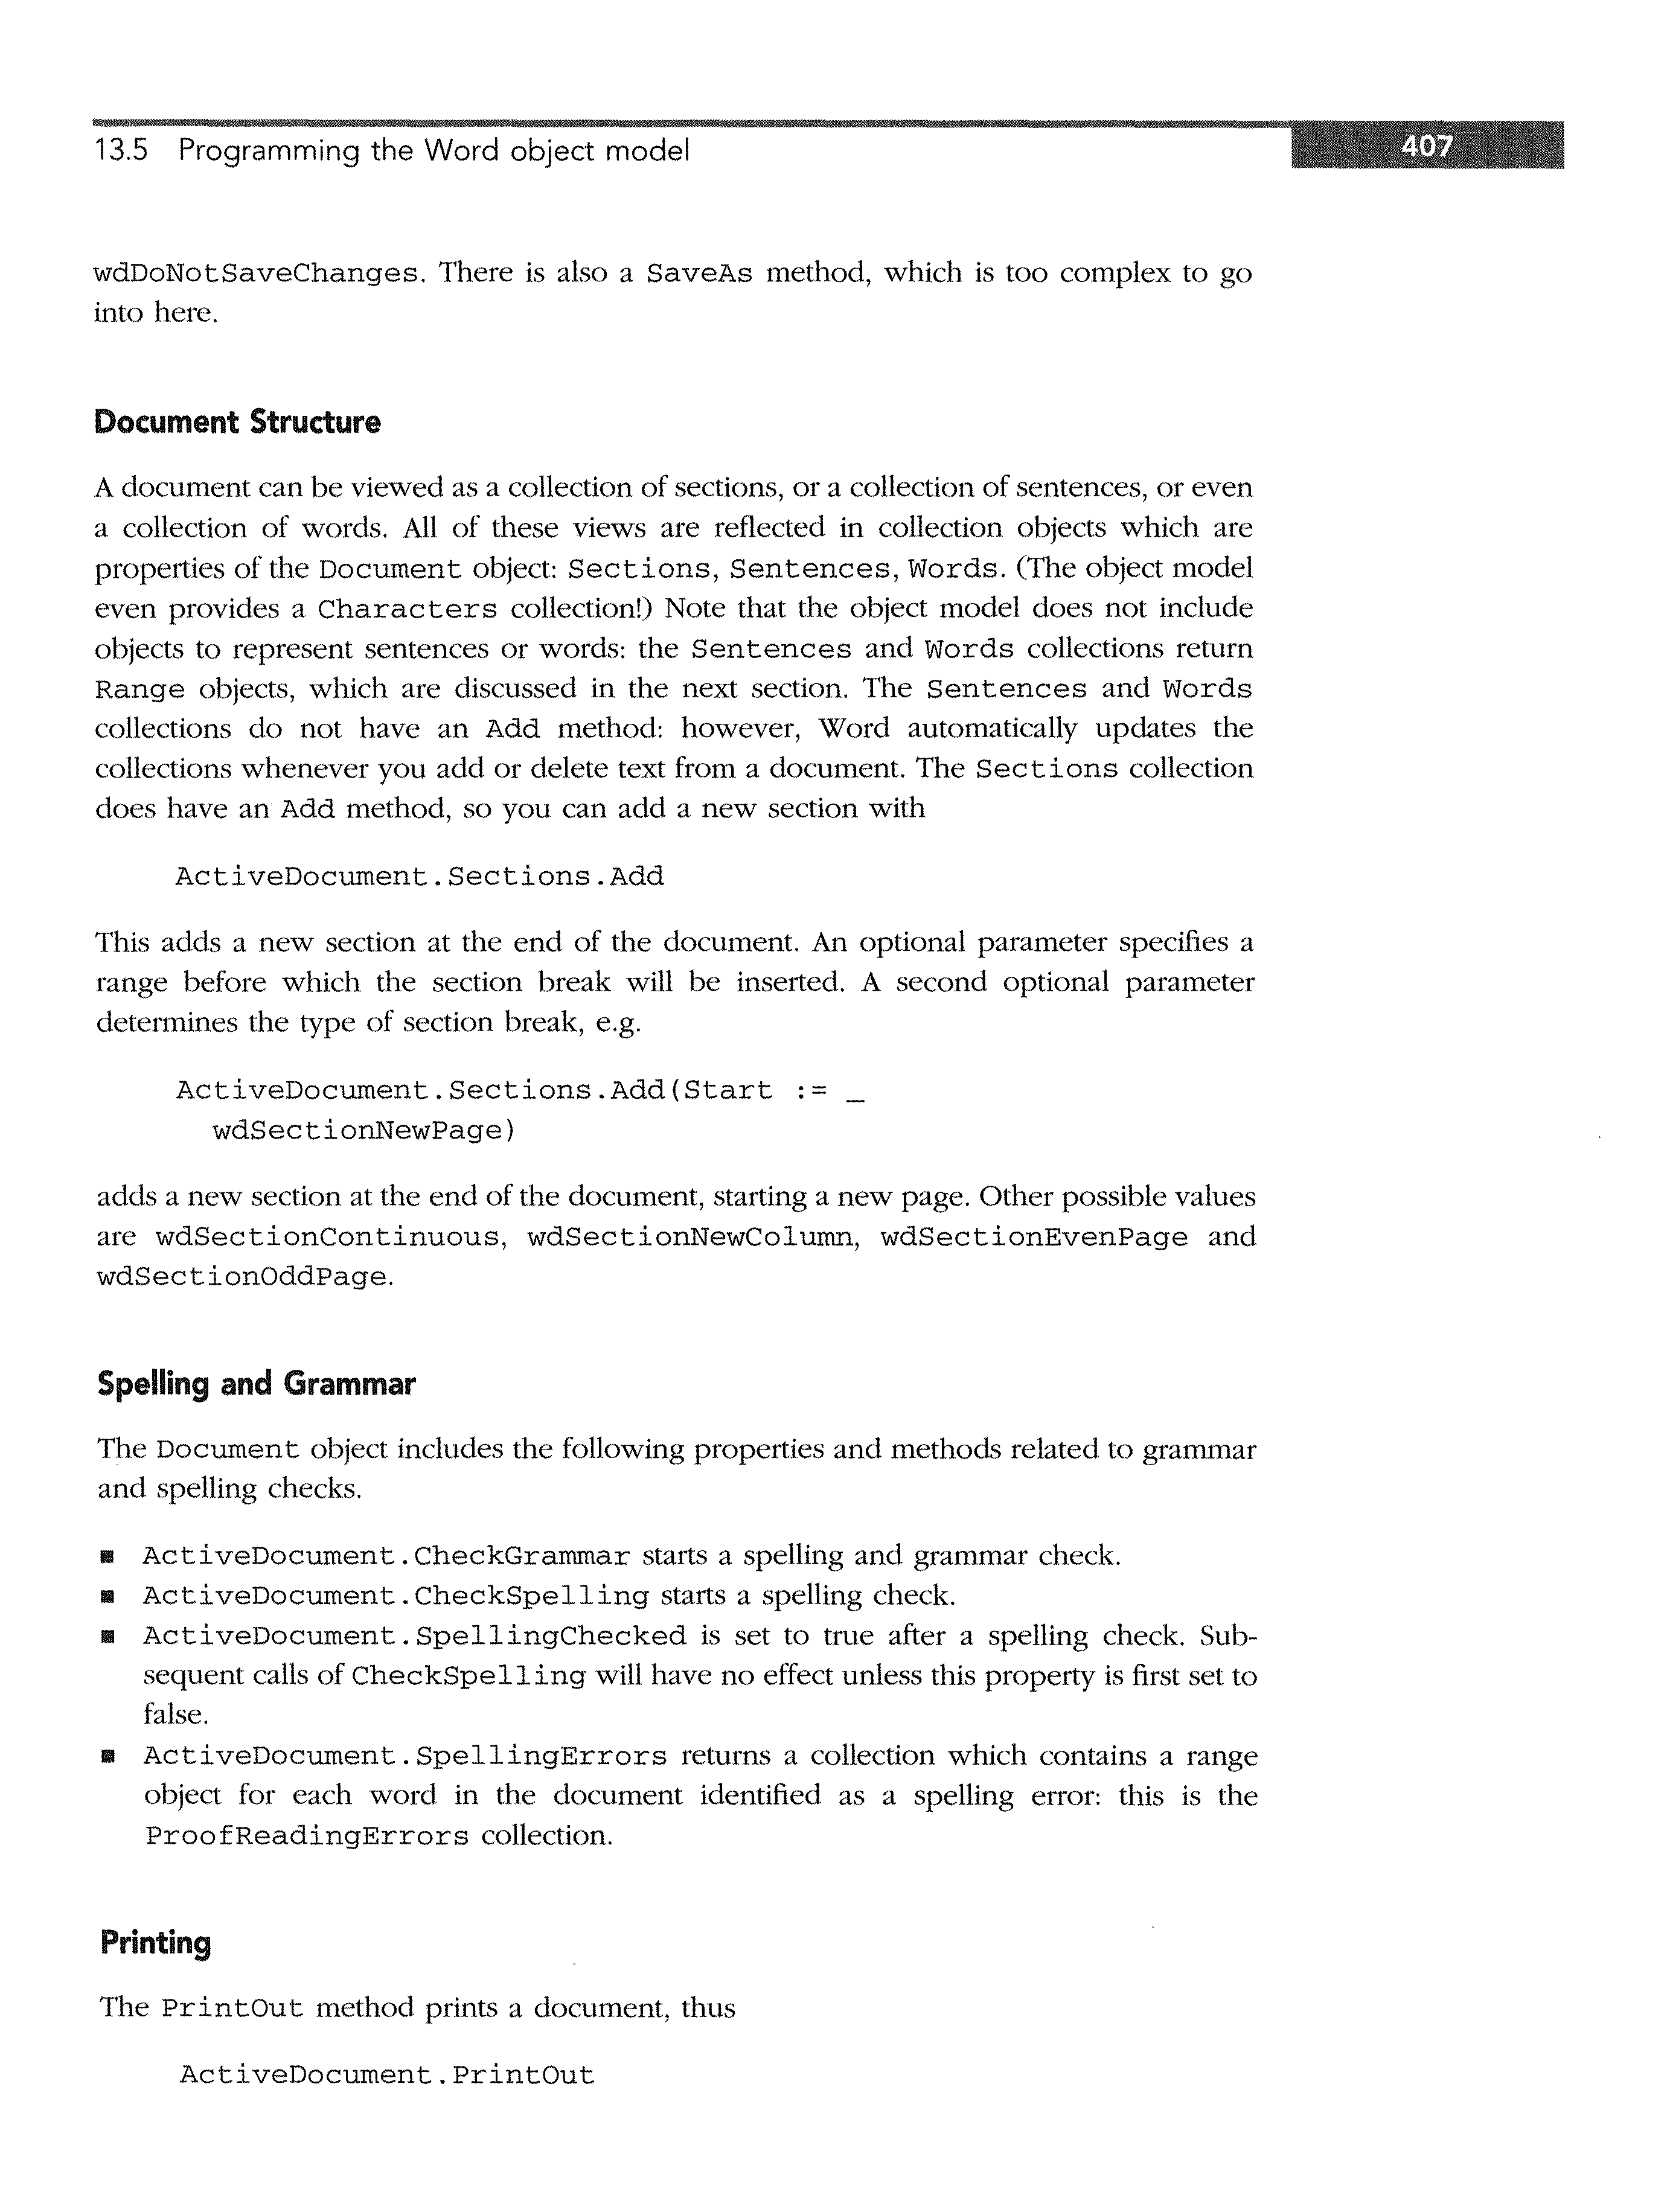 13.5 Programming the Word object model 407
wdDoNotSaveChanges. There is also a SaveAs method, which is too complex to go
into here.
Document Structure
A document can be viewed as a collection of sections, or a collection of sentences, or even
a collection of words. All of these views are reflected in collection objects which are
properties of the Document object: Sections, Sentences, Words. (The object model
even provides a Characters collection!) Note that the object model does not include
objects to represent sentences or words: the Sentences and Words collections return
Range objects, which are discussed in the next section. The Sentences and Words
collections do not have an Add method: however, Word automatically updates the
collections whenever you add or delete text from a document. The Sections collection
does have an Add method, so you can add a new section with
ActiveDocument.Sections.Add
This adds a new section at the end of the document. An optional parameter specifies a
range before which the section break will be inserted. A second optional parameter
determines the type of section break, e.g.
ActiveDocument.Sections.Add(Start := _
wdSectionNewPage)
adds a new section at the end of the document, starting a new page. Other possible values
are wdSectionContinuous, wdSectionNewColumn, wdSectionEvenPage and
wdSectionOddPage.
Spelling and Grammar
The Document object includes the following properties and methods related to grammar
and spelling checks.
■ ActiveDocument.CheckGrammar starts a spelling and grammar check.
■ ActiveDocument.CheckSpelling starts a spelling check.
■ ActiveDocument.SpellingChecked is set to true after a spelling check. Sub-
sequent calls of CheckSpelling will have no effect unless this property is first set to
false.
■ ActiveDocument.SpellingErrors returns a collection which contains a range
object for each word in the document identified as a spelling error: this is the
ProofReadingErrors collection.
Printing
The PrintOut method prints a document, thus
ActiveDocument.PrintOut